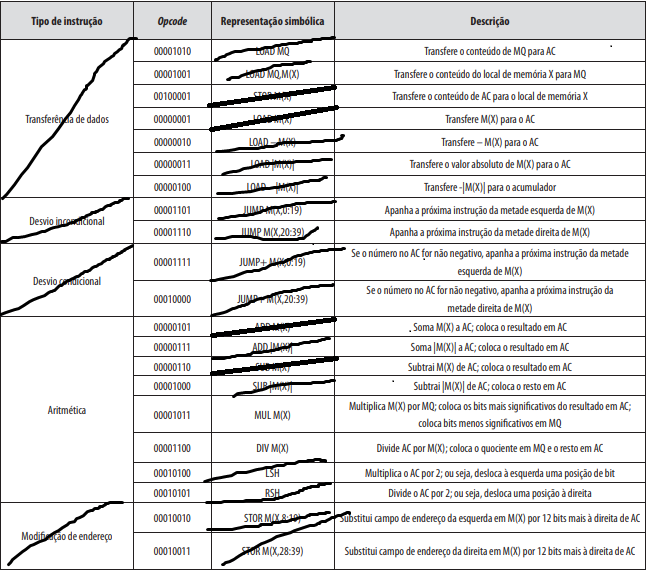 Tipo de instrução Opcode Representação simbólica Descrição
Transferência de dados
00001010 LOAD MQ Transfere o conteúdo de MQ para AC
00001001 LOAD MQ,M(X) Transfere o conteúdo do local de memória X para MQ
00100001 STOR M(X) Transfere o conteúdo de AC para o local de memória X
00000001 LOAD M(X) Transfere M(X) para o AC
00000010 LOAD – M(X) Transfere – M(X) para o AC
00000011 LOAD |M(X)| Transfere o valor absoluto de M(X) para o AC
00000100 LOAD – |M(X)| Transfere -|M(X)| para o acumulador
Desvio incondicional
00001101 JUMP M(X,0:19) Apanha a próxima instrução da metade esquerda de M(X)
00001110 JUMP M(X,20:39) Apanha a próxima instrução da metade direita de M(X)
Desvio condicional
00001111 JUMP+ M(X,0:19) Se o número no AC for não negativo, apanha a próxima instrução da metade
esquerda de M(X)
00010000 JUMP+ M(X,20:39) Se o número no AC for não negativo, apanha a próxima instrução da
metade direita de M(X)
Aritmética
00000101 ADD M(X) Soma M(X) a AC; coloca o resultado em AC
00000111 ADD |M(X)| Soma |M(X)| a AC; coloca o resultado em AC
00000110 SUB M(X) Subtrai M(X) de AC; coloca o resultado em AC
00001000 SUB |M(X)| Subtrai |M(X)| de AC; coloca o resto em AC
00001011 MUL M(X) Multiplica M(X) por MQ; coloca os bits mais significativos do resultado em AC;
coloca bits menos significativos em MQ
00001100 DIV M(X) Divide AC por M(X); coloca o quociente em MQ e o resto em AC
00010100 LSH Multiplica o AC por 2; ou seja, desloca à esquerda uma posição de bit
00010101 RSH Divide o AC por 2; ou seja, desloca uma posição à direita
Modificação de endereço
00010010 STOR M(X,8:19) Substitui campo de endereço da esquerda em M(X) por 12 bits mais à direita de AC
00010011 STOR M(X,28:39) Substitui campo de endereço da direita em M(X) por 12 bits mais à direita de AC